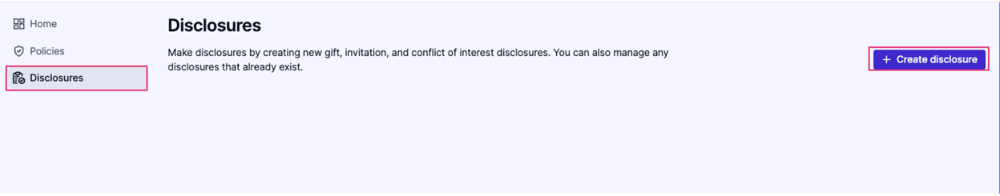 Home
Policies
Disclosures
Disclosures
Make disclosures by creating new gift, invitation, and conflict of interest disclosures. You can also manage any
disclosures that already exist.
+ Create disclosure